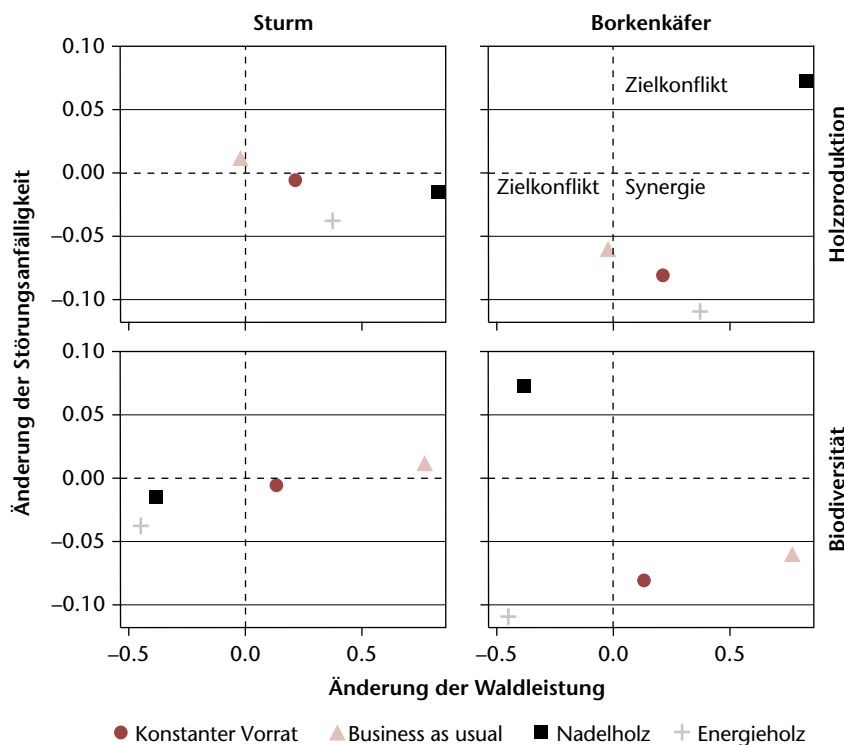 Sturm
Borkenkäfer
0.10
0.05
0.00
−0.05
−0.10
Zielkonflikt
Zielkonflikt
Synergie
Holzproduktion
Änderung der Störungsanfälligkeit
0.10
0.05
0.00
−0.05
−0.10
Biodiversität
−0.5
0.0
0.5
−0.5
0.0
0.5
Änderung der Waldleistung
Konstanter Vorrat
Business as usual
Nadelholz
Energieholz